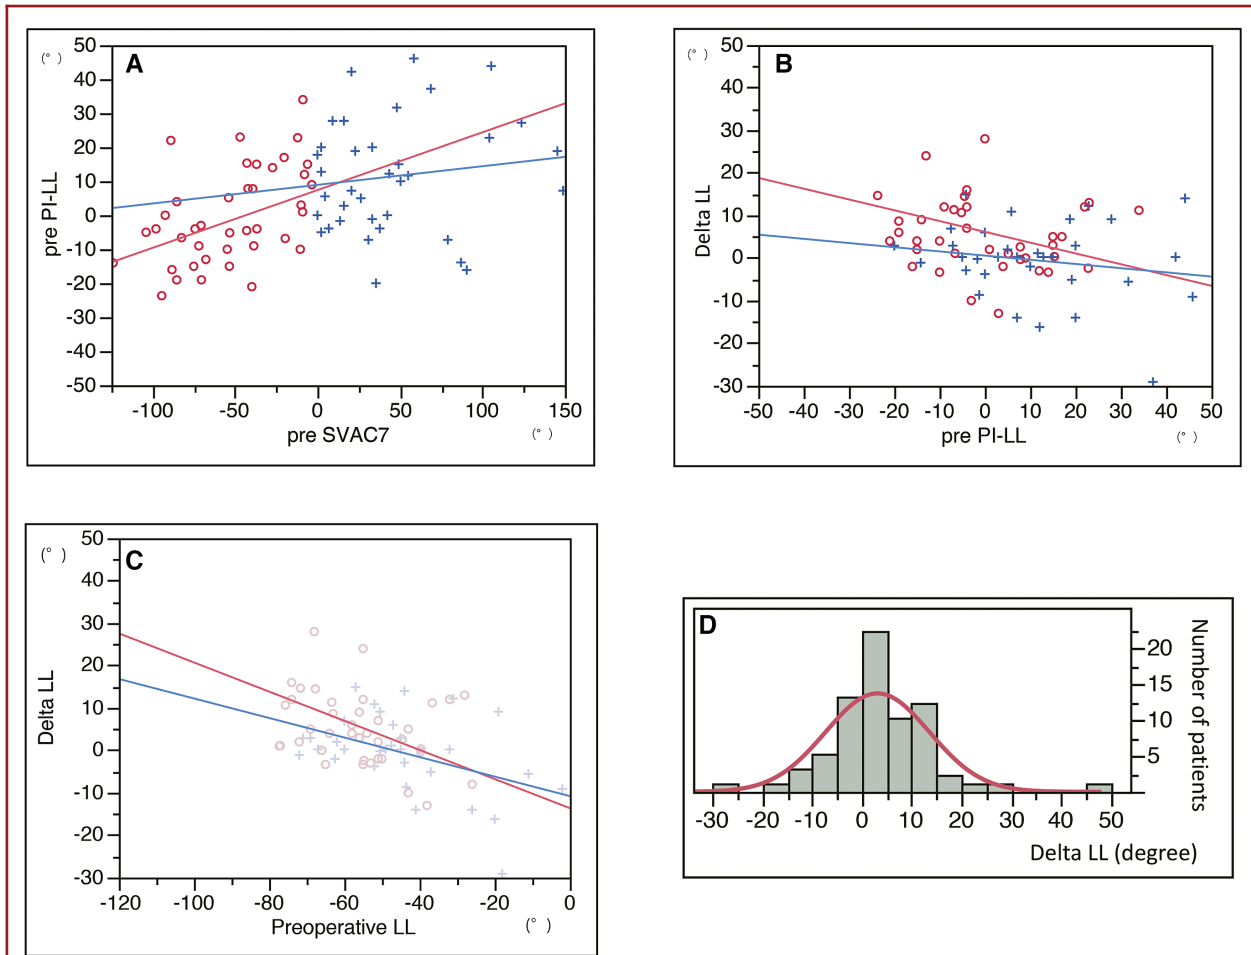 (°)
A
50
40
30
20
10
0
-10
-20
-30
-40
-50
pre PI-LL
-100 -50 0 50 100 150
pre SVAC7 (°)
(°)
B
50
40
30
20
10
0
-10
-20
-30
Delta LL
-50 -40 -30 -20 -10 0 10 20 30 40 50
pre PI-LL (°)
(°)
C
50
40
30
20
10
0
-10
-20
-30
Delta LL
-120 -100 -80 -60 -40 -20 0
Preoperative LL (°)
D
20
15
10
5
Number of patients
-30 -20 -10 0 10 20 30 40 50
Delta LL (degree)